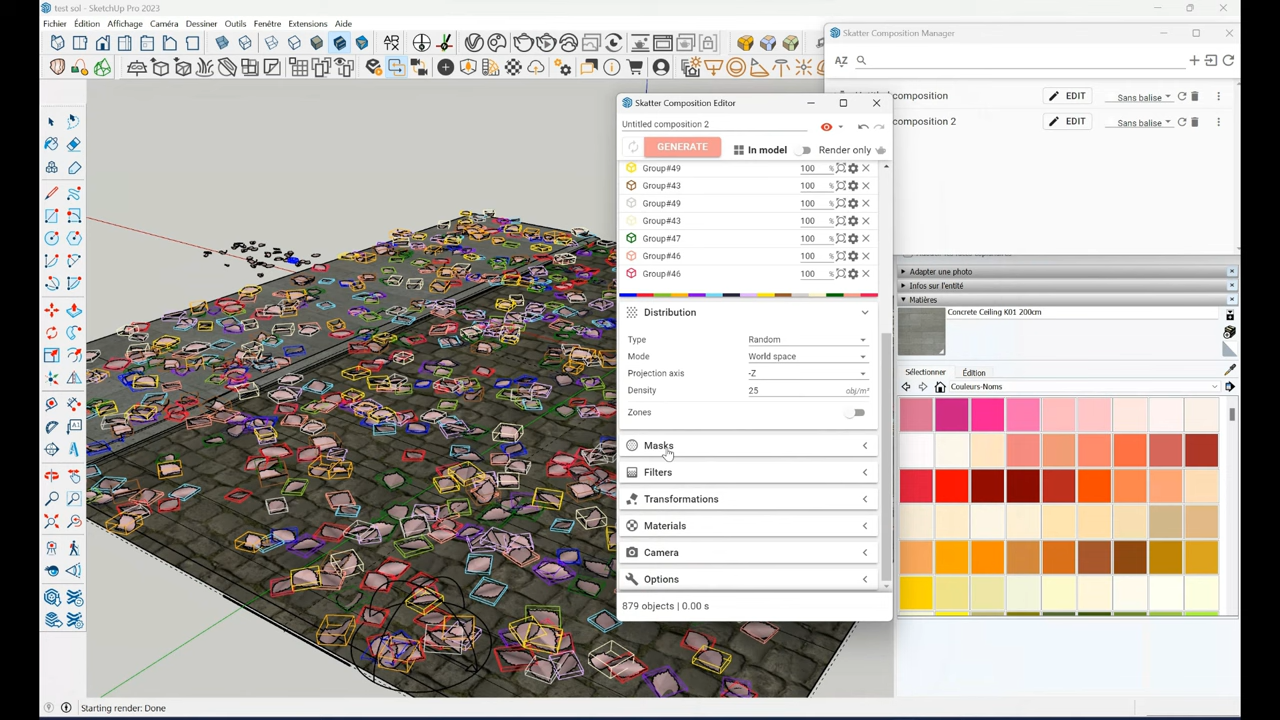 test sol - SketchUp Pro 2023
Fichier Édition Affichage Caméra Dessiner Outils Fenêtre Extensions Aide
Skatter Composition Manager
AZ
composition EDIT Sans balise
composition 2 EDIT Sans balise
Skatter Composition Editor
Untitled composition 2
GENERATE In model Render only
Group#49 100 %
Group#43 100 %
Group#49 100 %
Group#43 100 %
Group#47 100 %
Group#46 100 %
Group#46 100 %
Distribution
Type Random
Mode World space
Projection axis -Z
Density 25 obj/m²
Zones
Masks
Filters
Transformations
Materials
Camera
Options
879 objects | 0.00 s
Adapter une photo
Infos sur l'entité
Matières
Concrete Ceiling K01 200cm
Sélectionner Édition
Couleurs-Noms
Starting render: Done